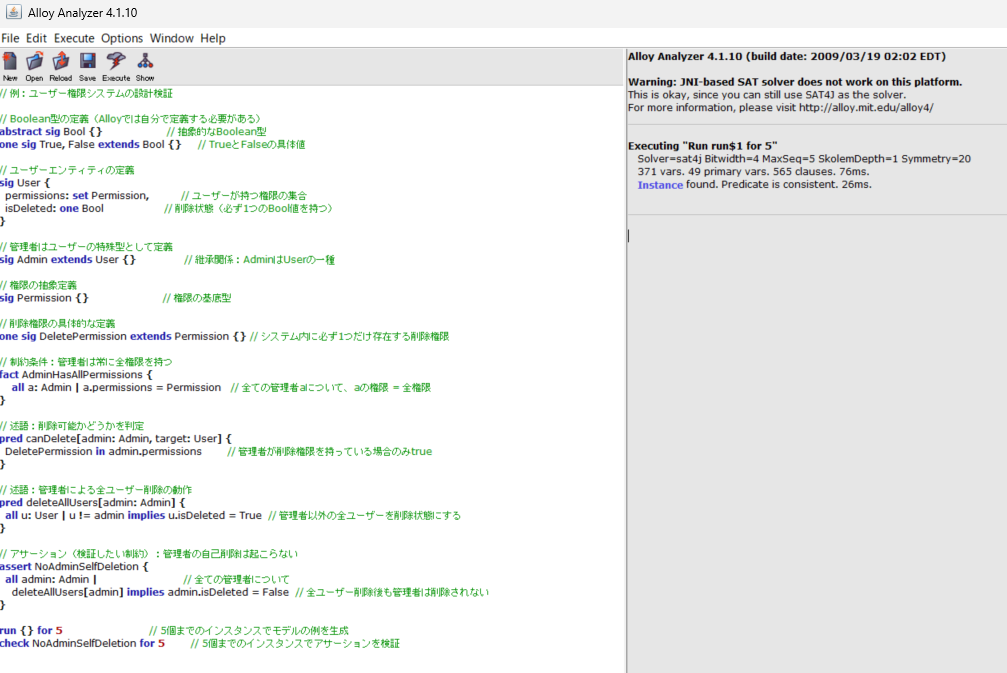 Alloy Analyzer 4.1.10
File Edit Execute Options Window Help
New Open Reload Save Execute Show
// 例：ユーザー権限システムの設計検証
// Boolean型の定義（Alloyでは自分で定義する必要がある）
abstract sig Bool {} // 抽象的なBoolean型
one sig True, False extends Bool {} // TrueとFalseの具体値
// ユーザーエンティティの定義
sig User {
permissions: set Permission, // ユーザーが持つ権限の集合
isDeleted: one Bool // 削除状態（必ず1つのBool値を持つ）
}
// 管理者はユーザーの特殊型として定義
sig Admin extends User {} // 継承関係：AdminはUserの一種
// 権限の抽象定義
sig Permission {} // 権限の基底型
// 削除権限の具体的な定義
one sig DeletePermission extends Permission {} // システム内に必ず1つだけ存在する削除権限
// 制約条件：管理者は常に全権限を持つ
fact AdminHasAllPermissions {
all a: Admin | a.permissions = Permission // 全ての管理者aについて、aの権限 = 全権限
}
// 述語：削除可能かどうかを判定
pred canDelete[admin: Admin, target: User] {
DeletePermission in admin.permissions // 管理者が削除権限を持っている場合のみtrue
}
// 述語：管理者による全ユーザー削除の動作
pred deleteAllUsers[admin: Admin] {
all u: User | u != admin implies u.isDeleted = True // 管理者以外の全ユーザーを削除状態にする
}
// アサーション（検証したい制約）：管理者の自己削除は起こらない
assert NoAdminSelfDeletion {
all admin: Admin | // 全ての管理者について
deleteAllUsers[admin] implies admin.isDeleted = False // 全ユーザー削除後も管理者は削除されない
}
run {} for 5 // 5個までのインスタンスでモデルの例を生成
check NoAdminSelfDeletion for 5 // 5個までのインスタンスでアサーションを検証
Alloy Analyzer 4.1.10 (build date: 2009/03/19 02:02 EDT)
Warning: JNI-based SAT solver does not work on this platform.
This is okay, since you can still use SAT4J as the solver.
For more information, please visit http://alloy.mit.edu/alloy4/
Executing "Run run$1 for 5"
Solver=sat4j Bitwidth=4 MaxSeq=5 SkolemDepth=1 Symmetry=20
371 vars. 49 primary vars. 565 clauses. 76ms.
Instance found. Predicate is consistent. 26ms.